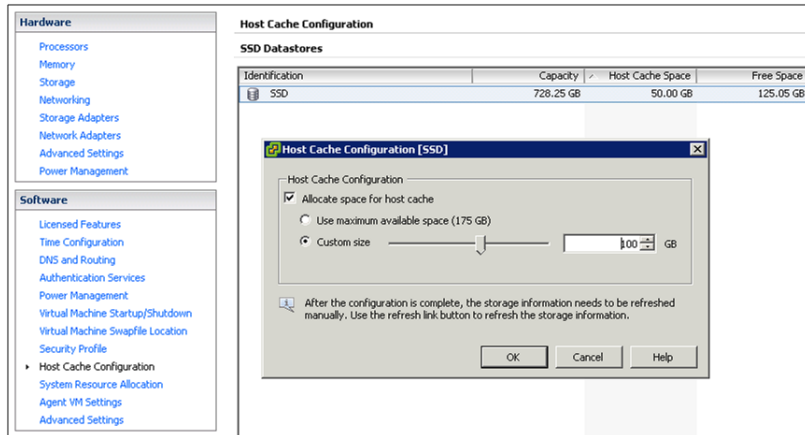 Hardware
Processors
Memory
Storage
Networking
Storage Adapters
Network Adapters
Advanced Settings
Power Management
Software
Licensed Features
Time Configuration
DNS and Routing
Authentication Services
Power Management
Virtual Machine Startup/Shutdown
Virtual Machine Swapfile Location
Security Profile
Host Cache Configuration
System Resource Allocation
Agent VM Settings
Advanced Settings
Host Cache Configuration
SSD Datastores
Identification Capacity Host Cache Space Free Space
SSD 728.25 GB 50.00 GB 125.05 GB
Host Cache Configuration [SSD]
Host Cache Configuration
Allocate space for host cache
Use maximum available space (175 GB)
Custom size 100 GB
After the configuration is complete, the storage information needs to be refreshed
manually. Use the refresh link button to refresh the storage information.
OK Cancel Help